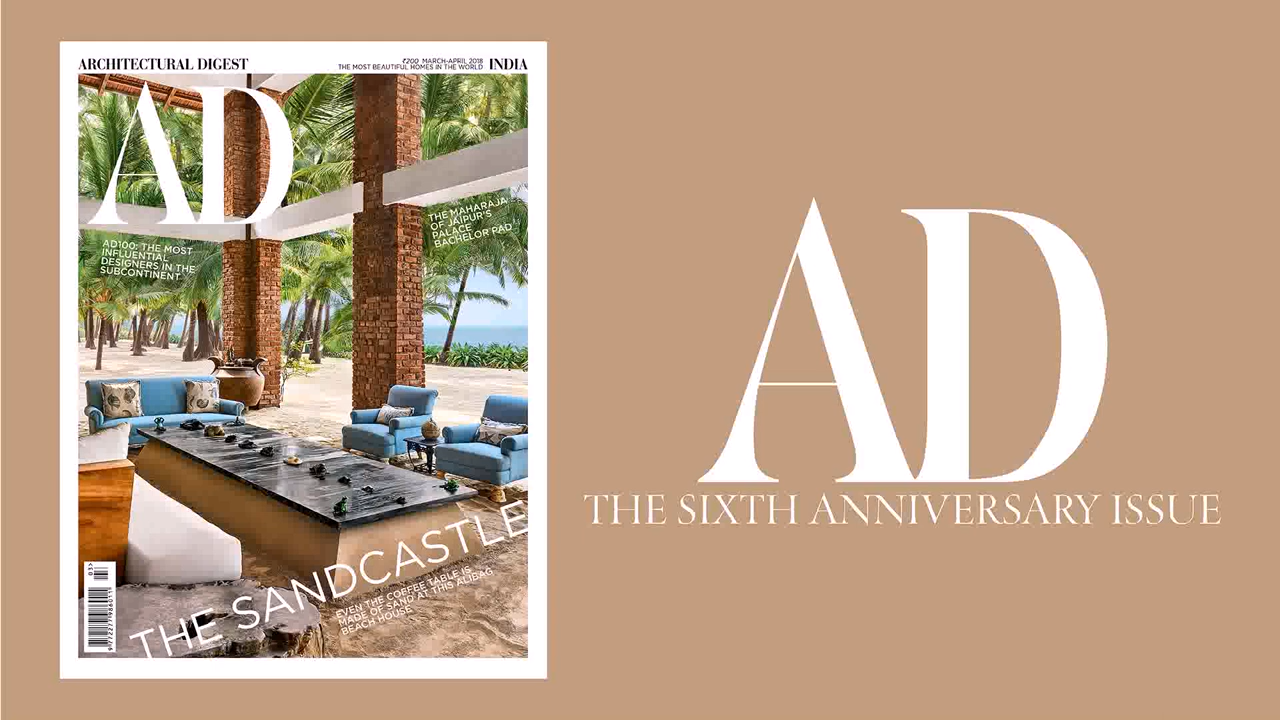 ARCHITECTURAL DIGEST
₹200 MARCH-APRIL 2018
THE MOST BEAUTIFUL HOMES IN THE WORLD
INDIA
AD
AD100: THE MOST
INFLUENTIAL
DESIGNERS IN THE
SUBCONTINENT
THE MAHARAJA
OF JAIPUR'S
PALACE
BACHELOR PAD
THE SANDCASTLE
EVEN THE COFFEE TABLE IS
MADE OF SAND AT THIS ALIBAG
BEACH HOUSE
03>
AD
THE SIXTH ANNIVERSARY ISSUE